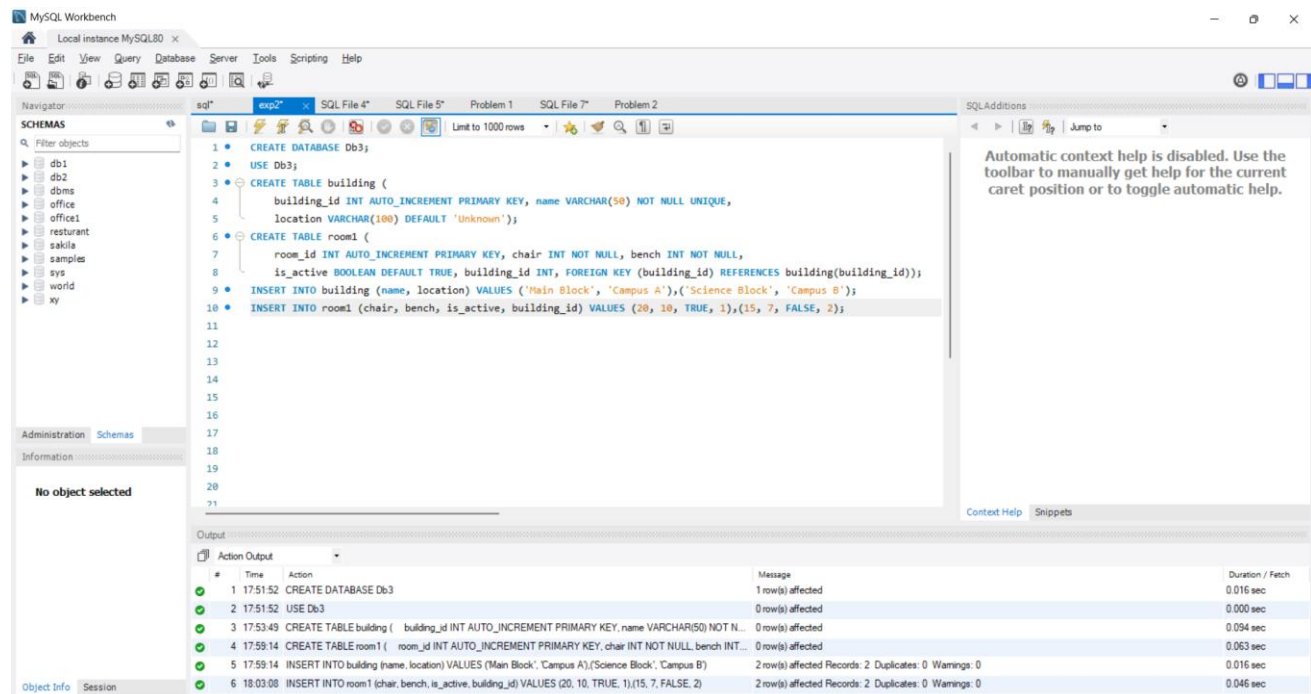 MySQL Workbench
Local instance MySQL80
File Edit View Query Database Server Tools Scripting Help
Navigator
SCHEMAS
Filter objects
db1
db2
dbms
office
office1
resturant
sakila
samples
sys
world
xy
Administration Schemas
Information
No object selected
Object Info Session
sql* exp2* SQL File 4* SQL File 5* Problem 1 SQL File 7* Problem 2
Limit to 1000 rows
1 CREATE DATABASE Db3;
2 USE Db3;
3 CREATE TABLE building (
4 building_id INT AUTO_INCREMENT PRIMARY KEY, name VARCHAR(50) NOT NULL UNIQUE,
5 location VARCHAR(100) DEFAULT 'Unknown');
6 CREATE TABLE room1 (
7 room_id INT AUTO_INCREMENT PRIMARY KEY, chair INT NOT NULL, bench INT NOT NULL,
8 is_active BOOLEAN DEFAULT TRUE, building_id INT, FOREIGN KEY (building_id) REFERENCES building(building_id));
9 INSERT INTO building (name, location) VALUES ('Main Block', 'Campus A'),('Science Block', 'Campus B');
10 INSERT INTO room1 (chair, bench, is_active, building_id) VALUES (20, 10, TRUE, 1),(15, 7, FALSE, 2);
11
12
13
14
15
16
17
18
19
20
21
SQLAdditions
Jump to
Automatic context help is disabled. Use the
toolbar to manually get help for the current
caret position or to toggle automatic help.
Context Help Snippets
Output
Action Output
# Time Action Message Duration / Fetch
1 17:51:52 CREATE DATABASE Db3 1 row(s) affected 0.016 sec
2 17:51:52 USE Db3 0 row(s) affected 0.000 sec
3 17:53:49 CREATE TABLE building ( building_id INT AUTO_INCREMENT PRIMARY KEY, name VARCHAR(50) NOT N... 0 row(s) affected 0.094 sec
4 17:59:14 CREATE TABLE room1 ( room_id INT AUTO_INCREMENT PRIMARY KEY, chair INT NOT NULL, bench INT... 0 row(s) affected 0.063 sec
5 17:59:14 INSERT INTO building (name, location) VALUES ('Main Block', 'Campus A'),('Science Block', 'Campus B') 2 row(s) affected Records: 2 Duplicates: 0 Warnings: 0 0.016 sec
6 18:03:08 INSERT INTO room1 (chair, bench, is_active, building_id) VALUES (20, 10, TRUE, 1),(15, 7, FALSE, 2) 2 row(s) affected Records: 2 Duplicates: 0 Warnings: 0 0.046 sec